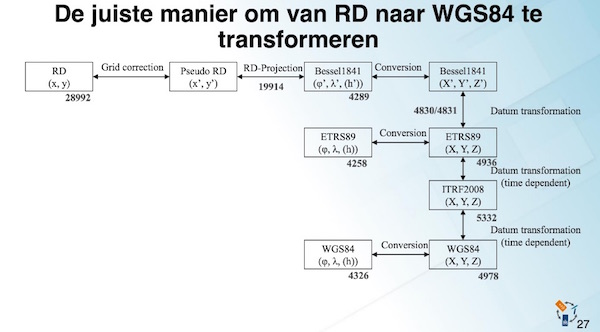 De juiste manier om van RD naar WGS84 te
transformeren
RD
(x, y)
28992
Grid correction
Pseudo RD
(x', y')
RD-Projection
19914
Bessel1841
(φ', λ', (h'))
4289
Conversion
Bessel1841
(X', Y', Z')
4830/4831
Datum transformation
ETRS89
(φ, λ, (h))
4258
Conversion
ETRS89
(X, Y, Z)
4936
Datum transformation
(time dependent)
ITRF2008
(X, Y, Z)
5332
Datum transformation
(time dependent)
WGS84
(φ, λ, (h))
4326
Conversion
WGS84
(X, Y, Z)
4978
27